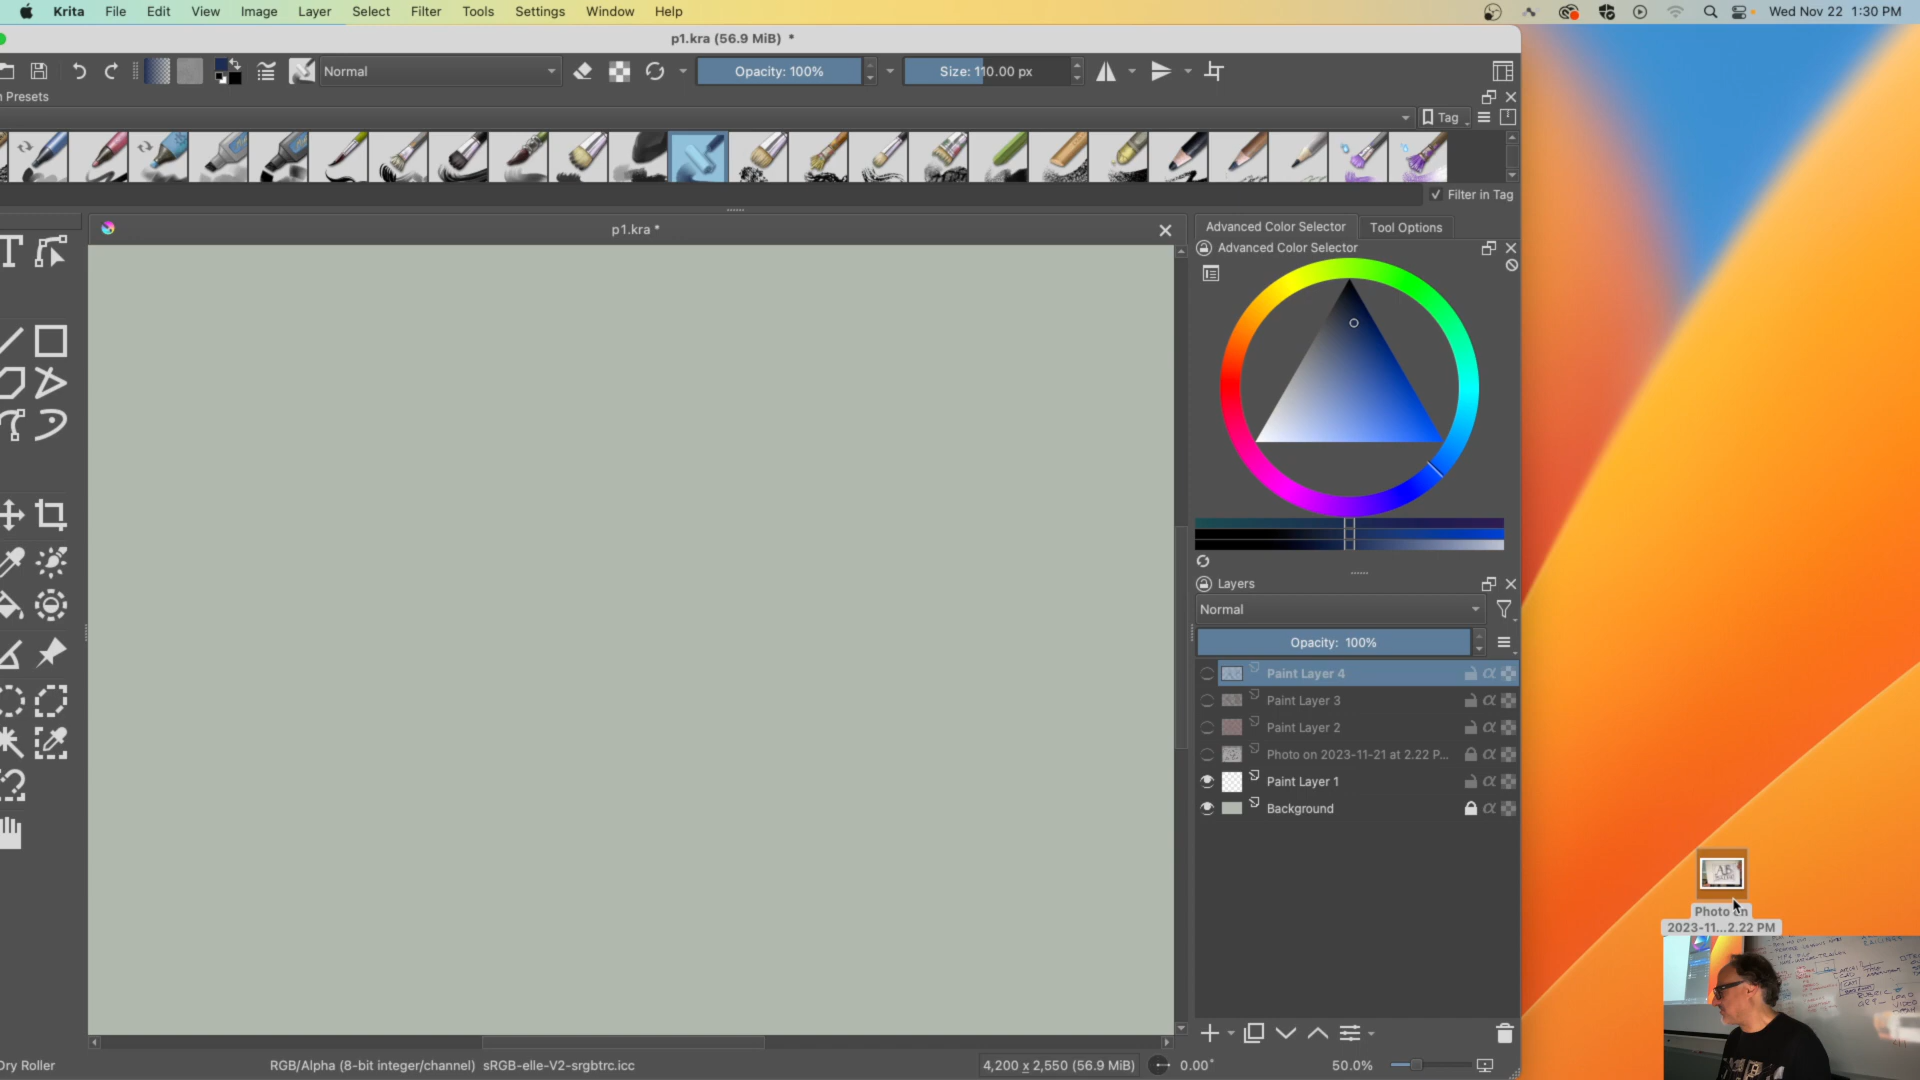 Krita File Edit View Image Layer Select Filter Tools Settings Window Help Wed Nov 22 1:30 PM
p1.kra (56.9 MiB) *
Normal Opacity: 100% Size: 110.00 px
Presets
Tag
Filter in Tag
p1.kra *
Advanced Color Selector Tool Options
Advanced Color Selector
Layers
Normal
Opacity: 100%
Paint Layer 4
Paint Layer 3
Paint Layer 2
Photo on 2023-11-21 at 2.22 P...
Paint Layer 1
Background
Photo on
2023-11...2.22 PM
Dry Roller RGB/Alpha (8-bit integer/channel) sRGB-elle-V2-srgbtrc.icc 4,200 x 2,550 (56.9 MiB) 0.00° 50.0%